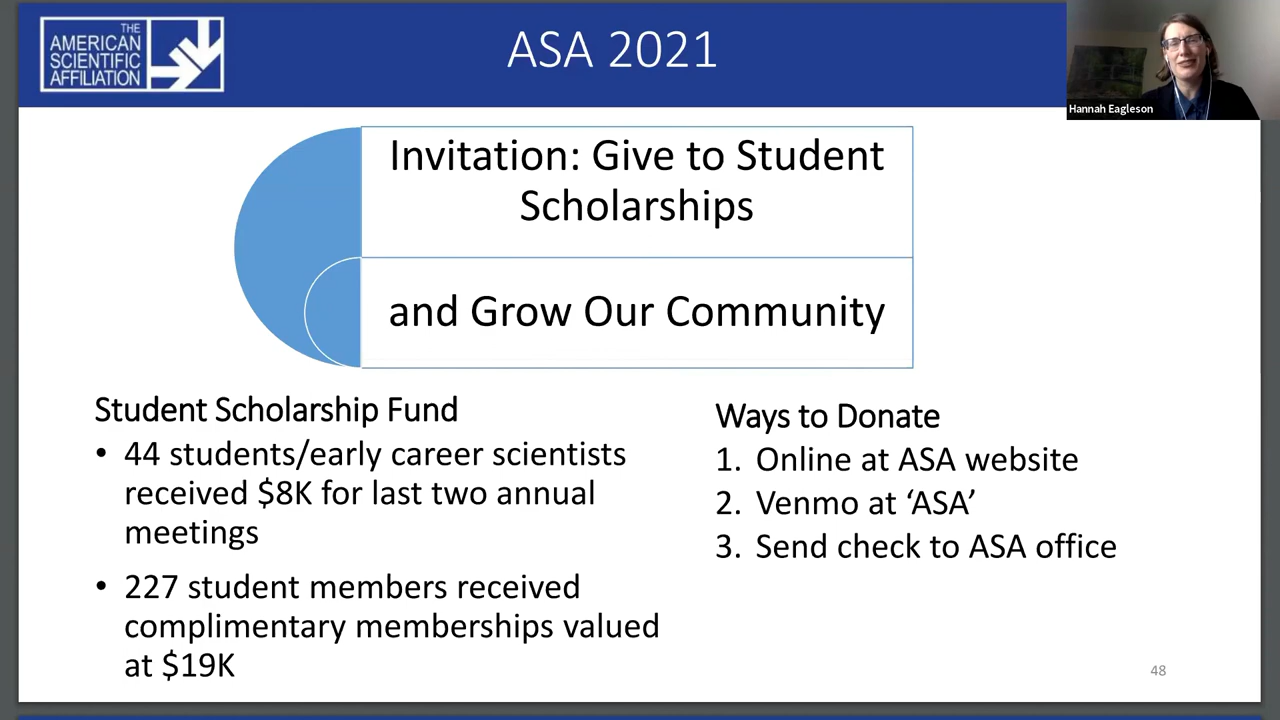 THE
AMERICAN
SCIENTIFIC
AFFILIATION
ASA 2021
Hannah Eagleson
Invitation: Give to Student
Scholarships
and Grow Our Community
Student Scholarship Fund
• 44 students/early career scientists
received $8K for last two annual
meetings
• 227 student members received
complimentary memberships valued
at $19K
Ways to Donate
1. Online at ASA website
2. Venmo at ‘ASA’
3. Send check to ASA office
48